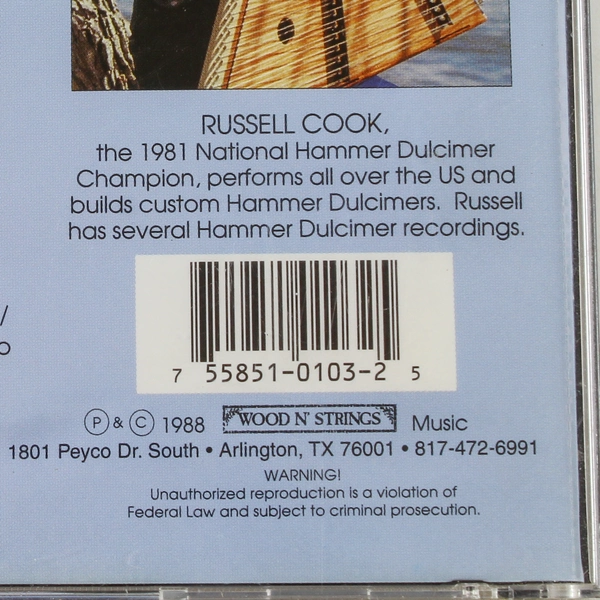 RUSSELL COOK,
the 1981 National Hammer Dulcimer
Champion, performs all over the US and
builds custom Hammer Dulcimers. Russell
has several Hammer Dulcimer recordings.
/
o
7 55851-0103-2 5
Ⓟ & © 1988 WOOD N' STRINGS Music
1801 Peyco Dr. South • Arlington, TX 76001 • 817-472-6991
WARNING!
Unauthorized reproduction is a violation of
Federal Law and subject to criminal prosecution.